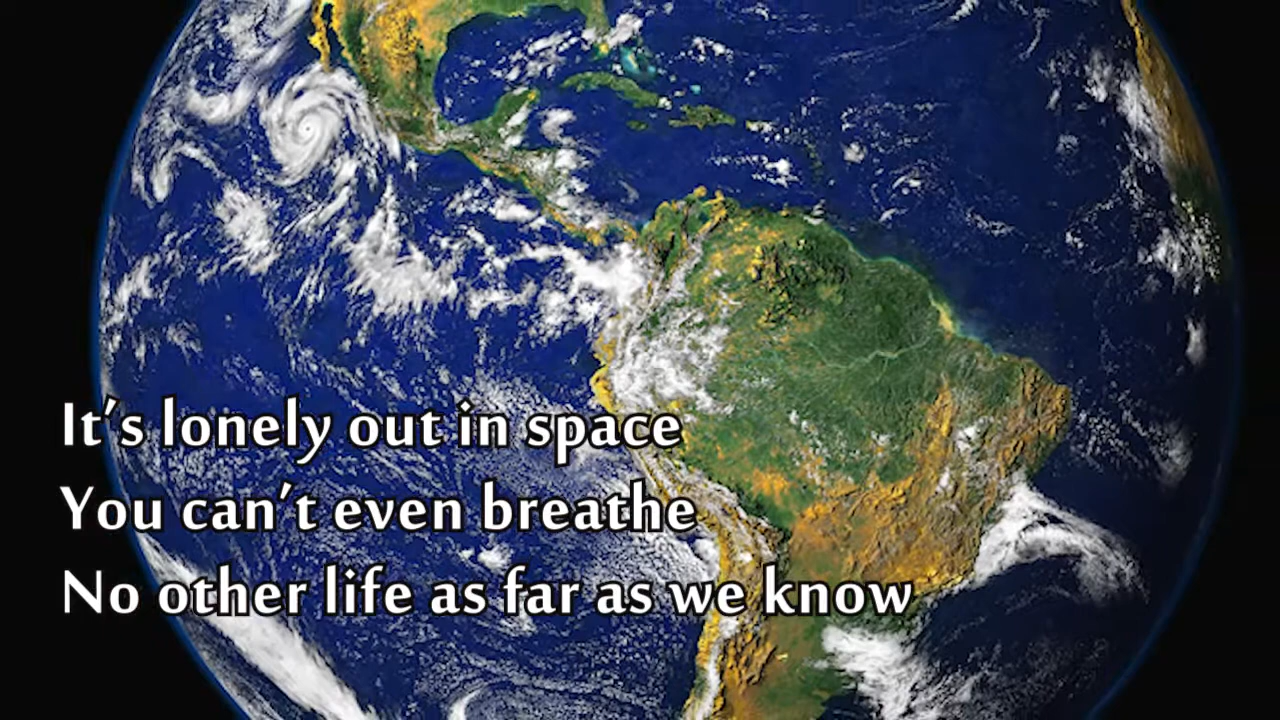 It's lonely out in space
You can't even breathe
No other life as far as we know